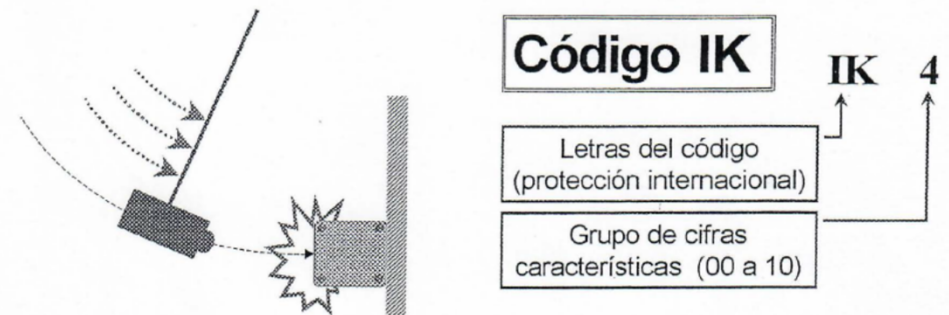 Código IK
IK 4
Letras del código
(protección internacional)
Grupo de cifras
características (00 a 10)